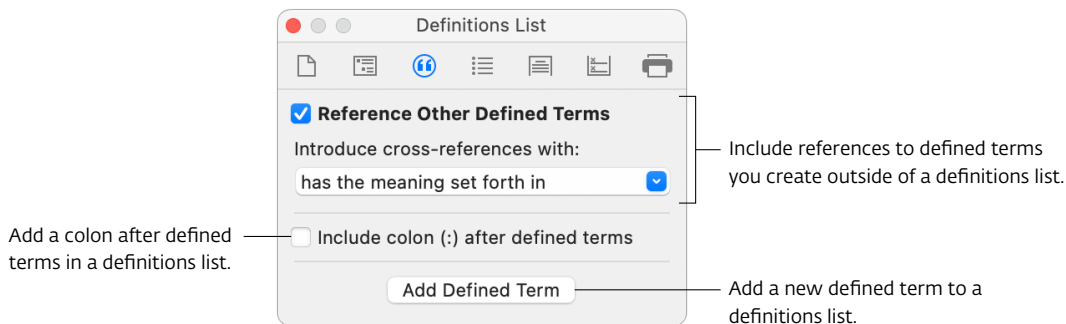 Definitions List
Reference Other Defined Terms
Introduce cross-references with:
has the meaning set forth in
Include references to defined terms
you create outside of a definitions list.
Add a colon after defined
terms in a definitions list.
Include colon (:) after defined terms
Add Defined Term
Add a new defined term to a
definitions list.